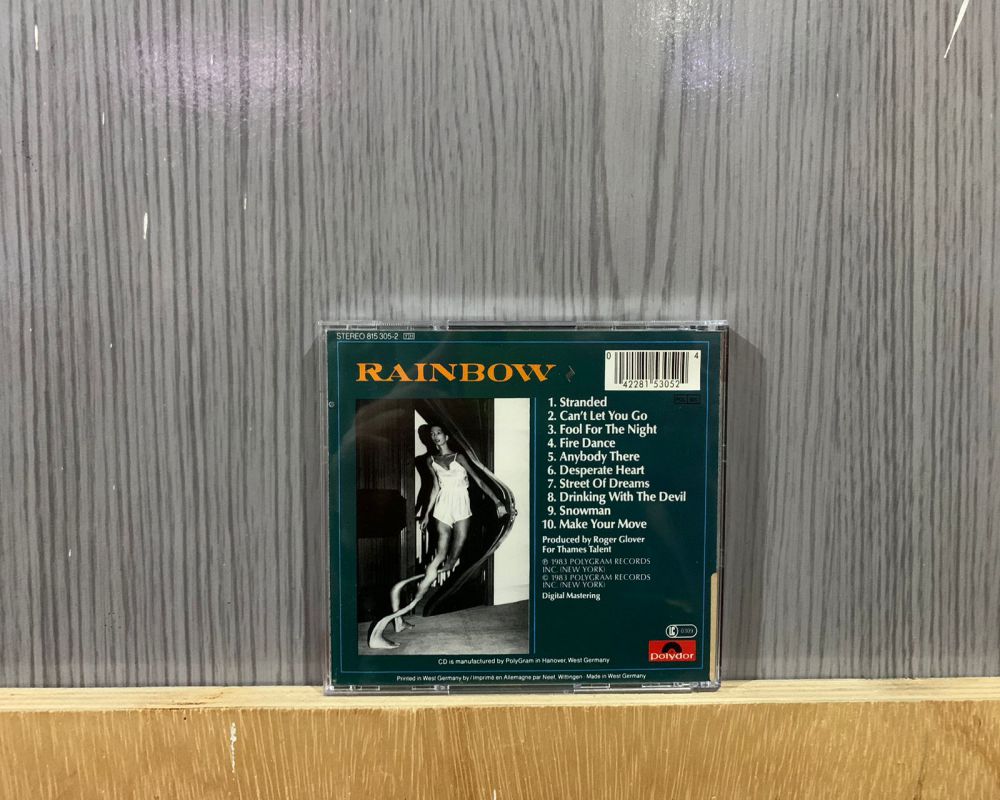 STEREO 815 305-2
RAINBOW
0 42281 53052 4
1. Stranded
2. Can't Let You Go
3. Fool For The Night
4. Fire Dance
5. Anybody There
6. Desperate Heart
7. Street Of Dreams
8. Drinking With The Devil
9. Snowman
10. Make Your Move
Produced by Roger Glover
For Thames Talent
℗ 1983 POLYGRAM RECORDS
INC. (NEW YORK)
© 1983 POLYGRAM RECORDS
INC. (NEW YORK)
Digital Mastering
LC 0309
Polydor
CD is manufactured by PolyGram in Hanover, West Germany
Printed in West Germany by / Imprimé en Allemagne par Neef, Wittingen · Made in West Germany